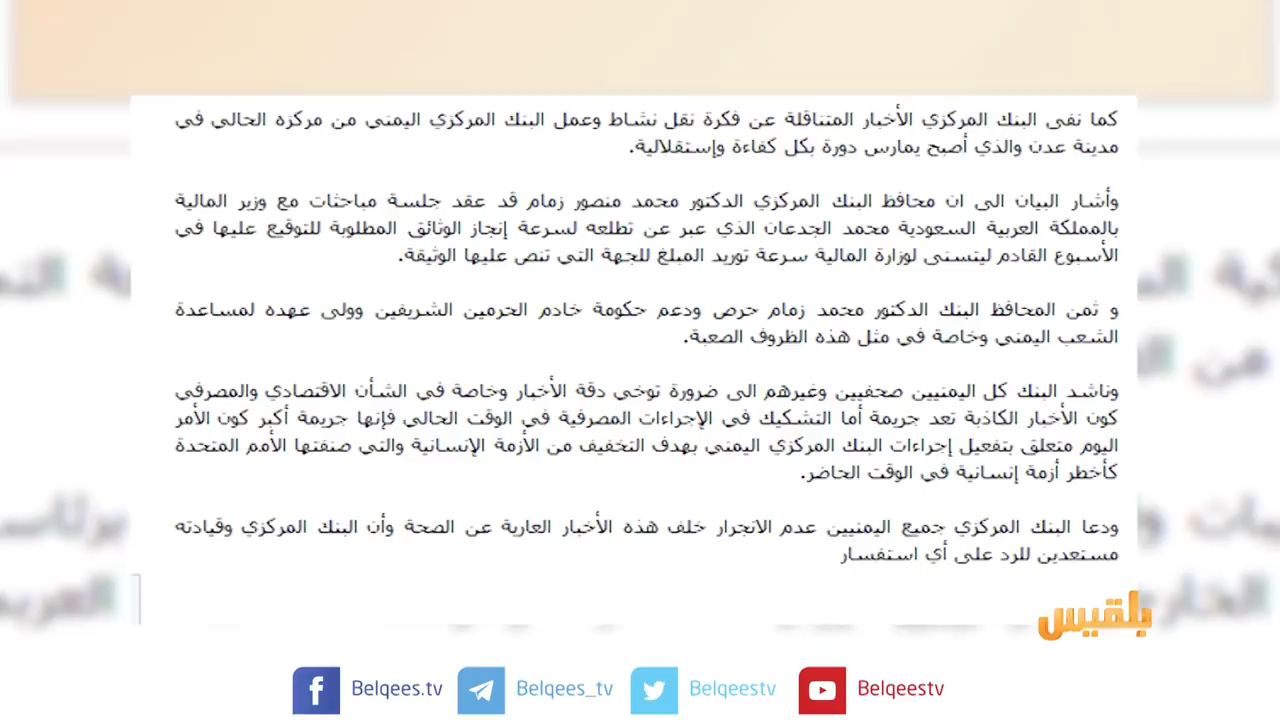 كما نفى البنك المركزي الأخبار المتناقلة عن فكرة نقل نشاط وعمل البنك المركزي اليمني من مركزه الحالي في
مدينة عدن والذي أصبح يمارس دورة بكل كفاءة وإستقلالية.
وأشار البيان الى ان محافظ البنك المركزي الدكتور محمد منصور زمام قد عقد جلسة مباحثات مع وزير المالية
بالمملكة العربية السعودية محمد الجدعان الذي عبر عن تطلعه لسرعة إنجاز الوثائق المطلوبة للتوقيع عليها في
الأسبوع القادم ليتسنى لوزارة المالية سرعة توريد المبلغ للجهة التي تنص عليها الوثيقة.
و ثمن المحافظ البنك الدكتور محمد زمام حرص ودعم حكومة خادم الحرمين الشريفين وولى عهده لمساعدة
الشعب اليمني وخاصة في مثل هذه الظروف الصعبة.
وناشد البنك كل اليمنيين صحفيين وغيرهم الى ضرورة توخي دقة الأخبار وخاصة في الشأن الاقتصادي والمصرفي
كون الأخبار الكاذبة تعد جريمة أما التشكيك في الإجراءات المصرفية في الوقت الحالي فإنها جريمة أكبر كون الأمر
اليوم متعلق بتفعيل إجراءات البنك المركزي اليمني بهدف التخفيف من الأزمة الإنسانية والتي صنفتها الأمم المتحدة
كأخطر أزمة إنسانية في الوقت الحاضر.
ودعا البنك المركزي جميع اليمنيين عدم الانجرار خلف هذه الأخبار العارية عن الصحة وأن البنك المركزي وقيادته
مستعدين للرد على أي استفسار
بلقيس
Belqees.tv Belqees_tv Belqeestv Belqeestv